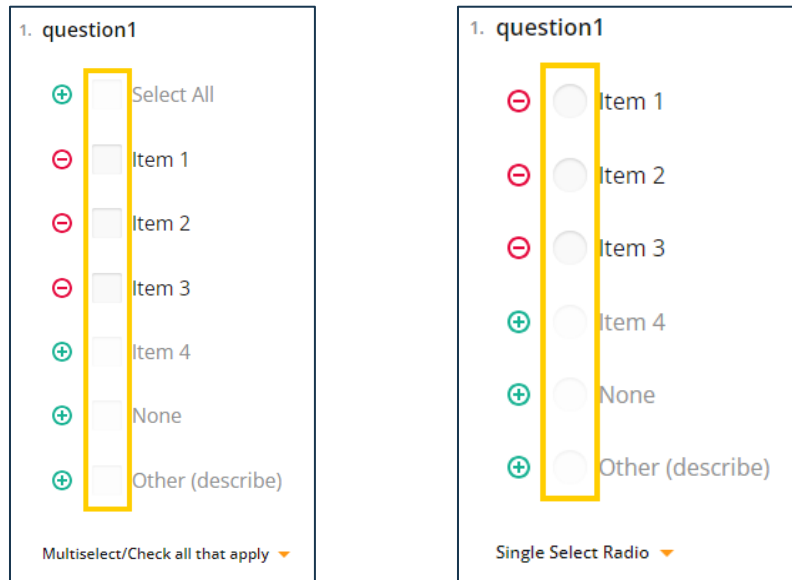 1. question1
Select All
Item 1
Item 2
Item 3
Item 4
None
Other (describe)
Multiselect/Check all that apply
1. question1
Item 1
Item 2
Item 3
Item 4
None
Other (describe)
Single Select Radio